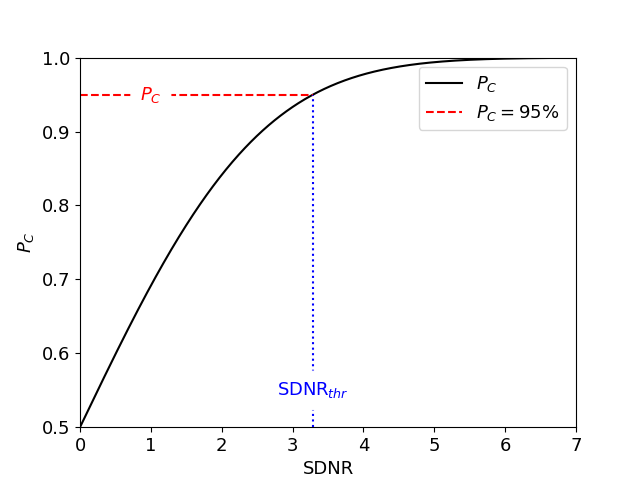 1.0
0.9
0.8
0.7
0.6
0.5
P_C
P_C
P_C
P_C = 95%
SDNR_thr
0 1 2 3 4 5 6 7
SDNR